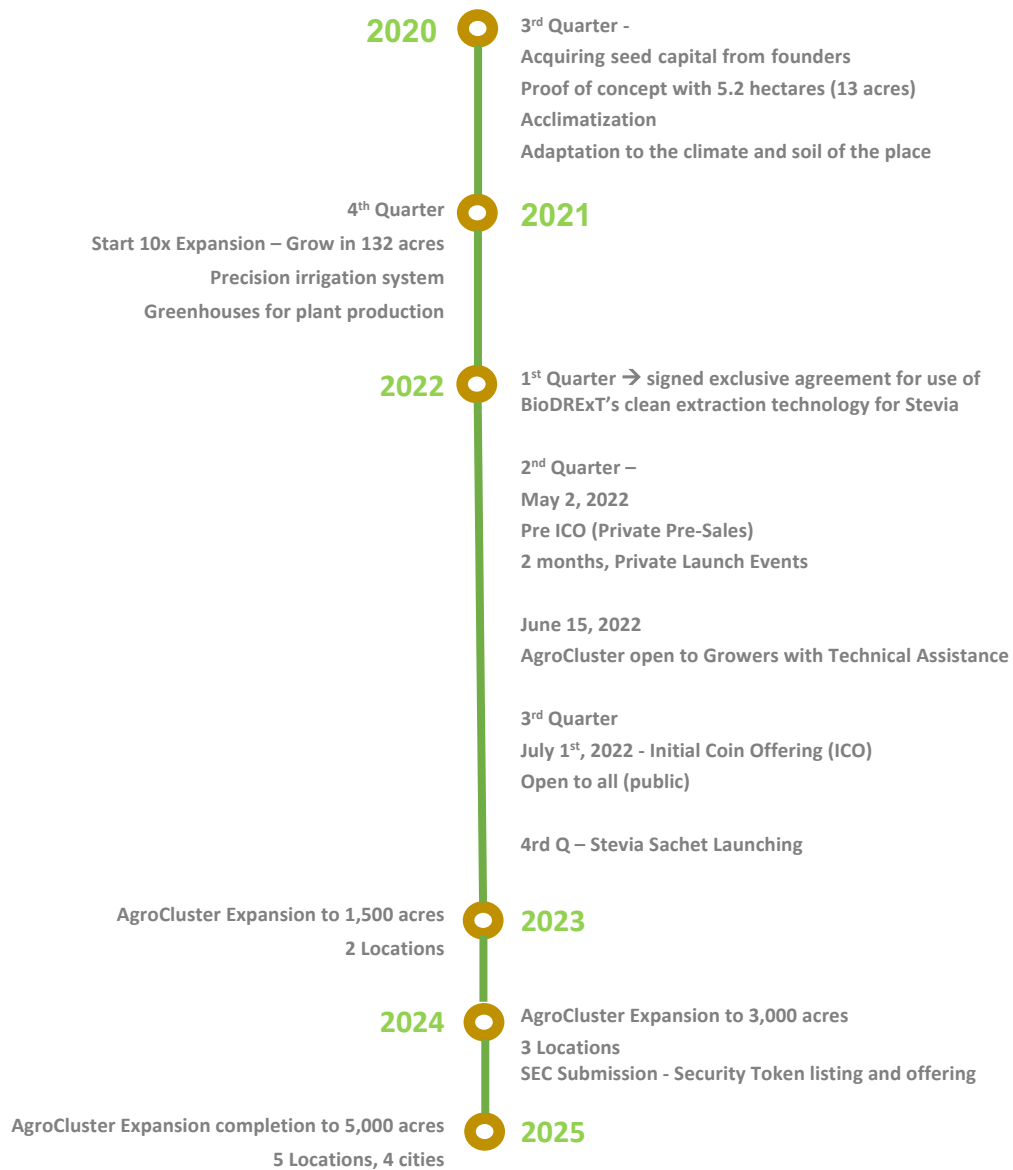 2020
3rd Quarter -
Acquiring seed capital from founders
Proof of concept with 5.2 hectares (13 acres)
Acclimatization
Adaptation to the climate and soil of the place
2021
4th Quarter
Start 10x Expansion – Grow in 132 acres
Precision irrigation system
Greenhouses for plant production
2022
1st Quarter → signed exclusive agreement for use of
BioDRExT’s clean extraction technology for Stevia
2nd Quarter –
May 2, 2022
Pre ICO (Private Pre-Sales)
2 months, Private Launch Events
June 15, 2022
AgroCluster open to Growers with Technical Assistance
3rd Quarter
July 1st, 2022 - Initial Coin Offering (ICO)
Open to all (public)
4rd Q – Stevia Sachet Launching
2023
AgroCluster Expansion to 1,500 acres
2 Locations
2024
AgroCluster Expansion to 3,000 acres
3 Locations
SEC Submission - Security Token listing and offering
2025
AgroCluster Expansion completion to 5,000 acres
5 Locations, 4 cities